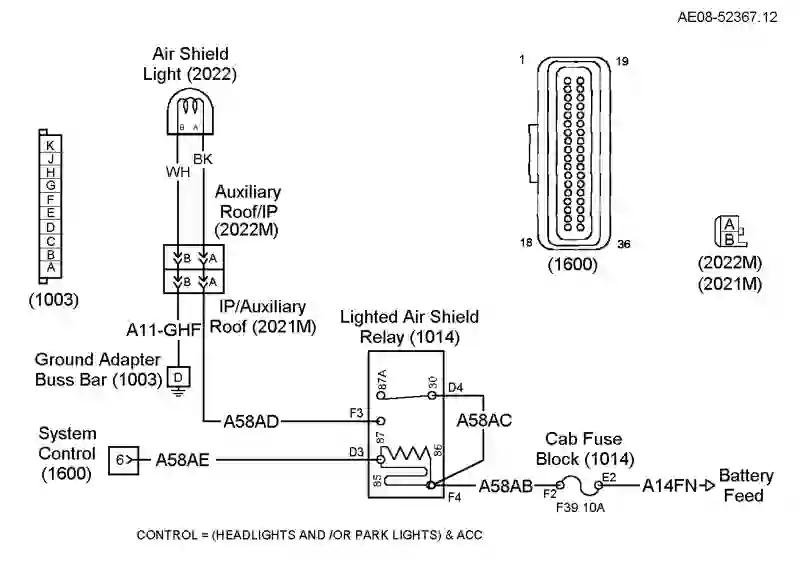 AE08-52367.12
Air Shield
Light (2022)
B A
WH
BK
K
J
H
G
F
E
D
C
B
A
(1003)
Auxiliary
Roof/IP
(2022M)
B A
B A
IP/Auxiliary
Roof (2021M)
A11-GHF
Ground Adapter
Buss Bar (1003)
D
1
19
18
36
(1600)
A
B
(2022M)
(2021M)
Lighted Air Shield
Relay (1014)
87A
30
D4
A58AD
F3
87
86
A58AC
System
Control
(1600)
6
A58AE
D3
85
F4
A58AB
Cab Fuse
Block (1014)
F2
E2
F39 10A
A14FN
Battery
Feed
CONTROL = (HEADLIGHTS AND /OR PARK LIGHTS) & ACC